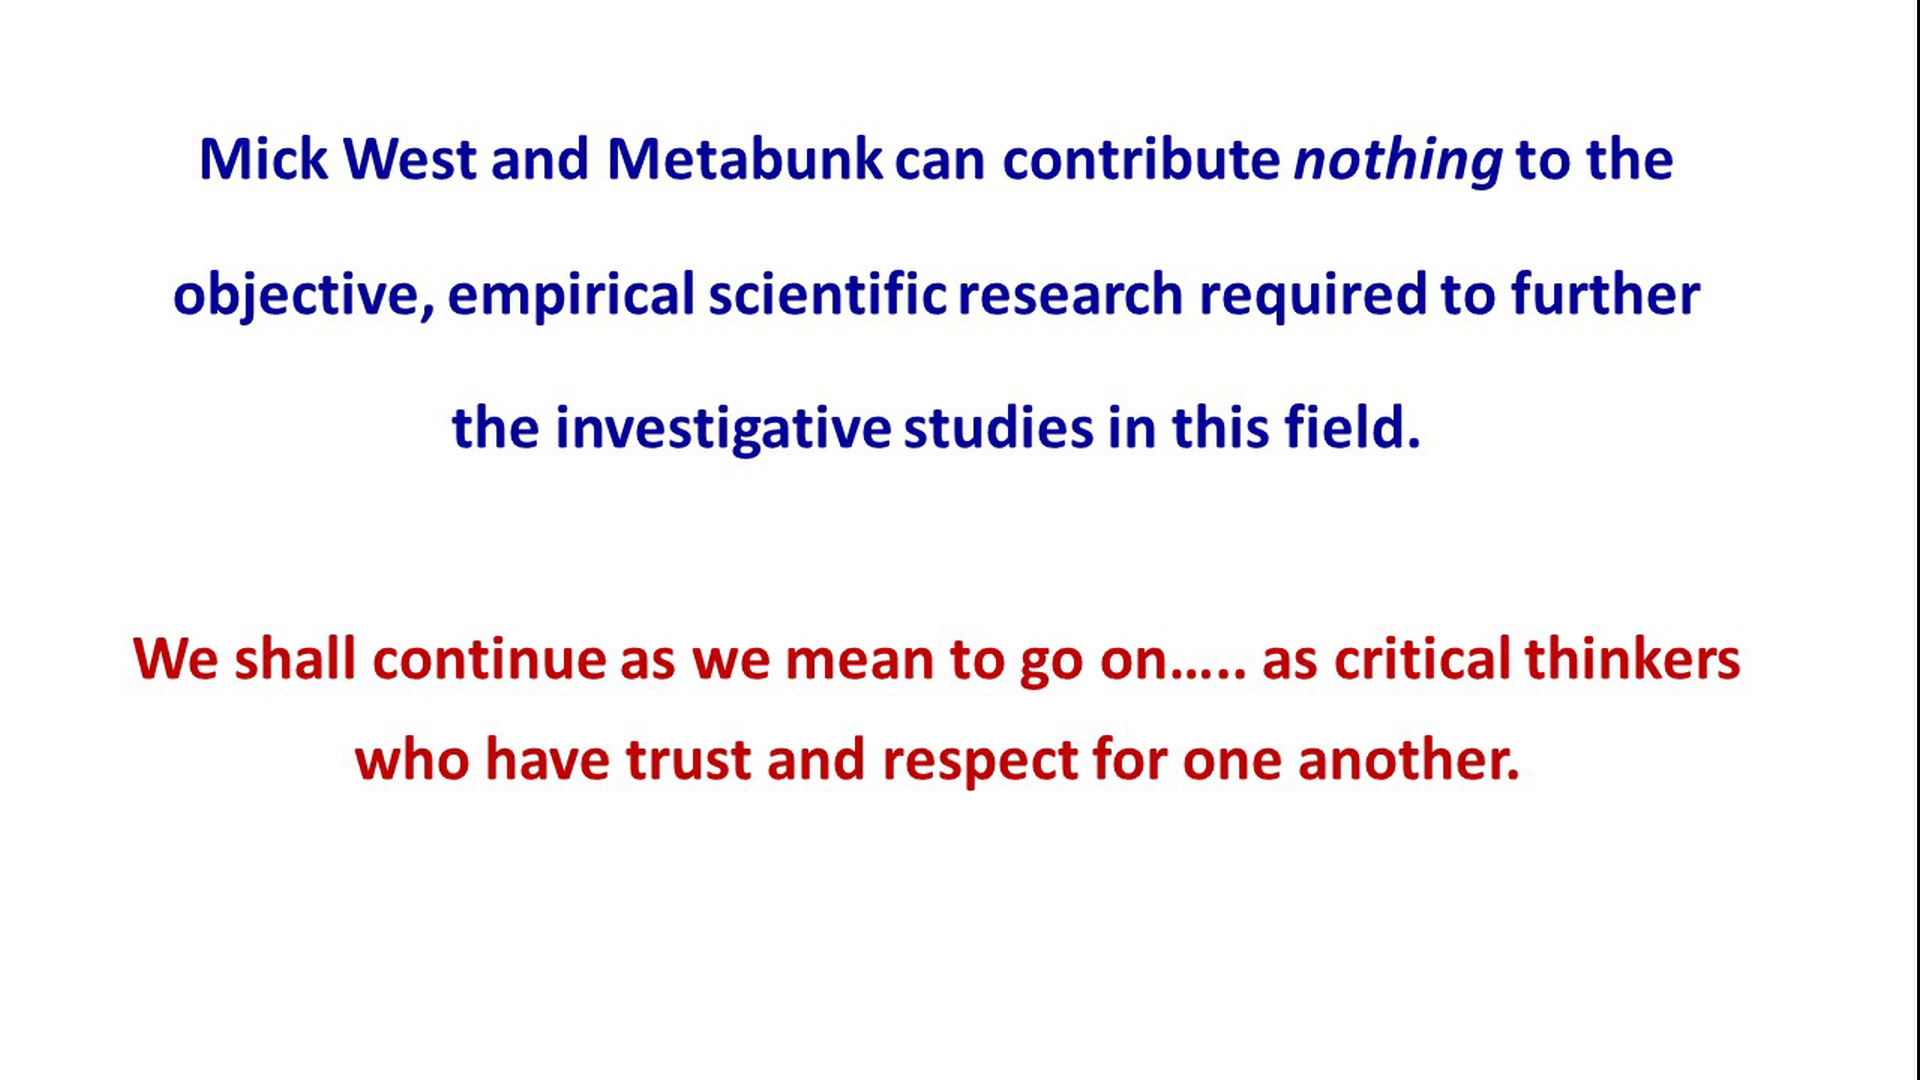 Mick West and Metabunk can contribute nothing to the
objective, empirical scientific research required to further
the investigative studies in this field.
We shall continue as we mean to go on….. as critical thinkers
who have trust and respect for one another.